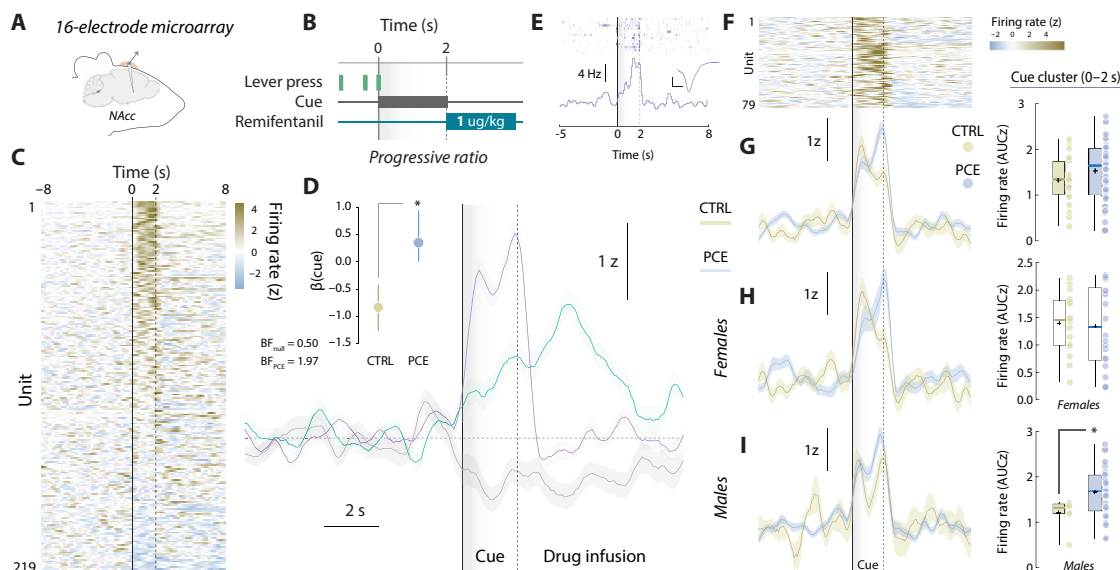 A
16-electrode microarray
NAcc
B
Time (s)
0
2
Lever press
Cue
Remifentanil
1 ug/kg
Progressive ratio
C
Time (s)
−8
0
2
8
1
Unit
219
4
2
0
−2
Firing rate (z)
D
1.0
0.5
0.0
−0.5
−1.0
−1.5
β(cue)
*
BFnull = 0.50
BFPCE = 1.97
CTRL
PCE
1 z
2 s
Cue
Drug infusion
E
4 Hz
-5
0
2
8
Time (s)
F
1
Unit
79
Firing rate (z)
−2
0
2
4
Cue cluster (0–2 s)
G
1z
CTRL
PCE
3
2
1
0
Firing rate (AUCz)
CTRL
PCE
H
Females
1z
2.5
2.0
1.5
1.0
0.5
0.0
Firing rate (AUCz)
Females
I
Males
1z
Cue
3
2
1
0
Firing rate (AUCz)
*
Males